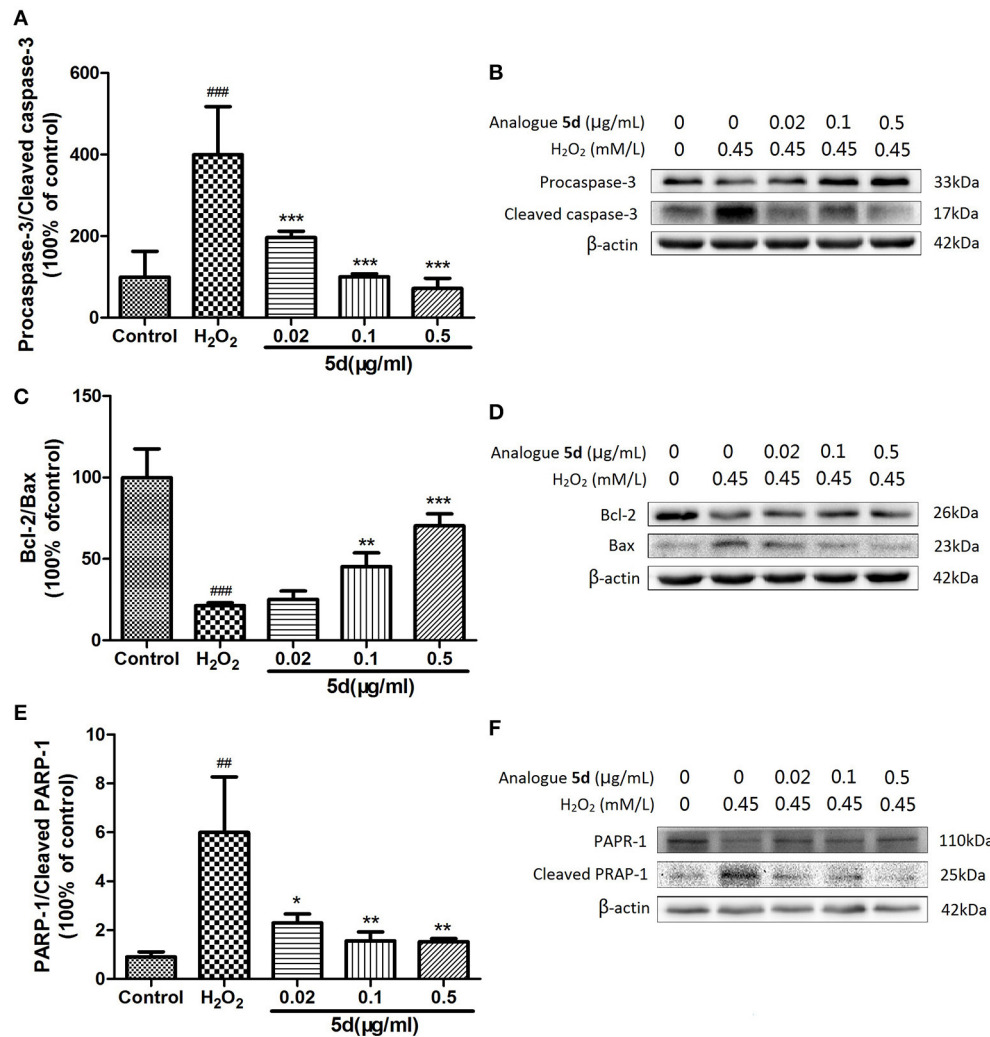 A
Procaspase-3/Cleaved caspase-3
(100% of control)
600
400
200
0
###
***
***
***
Control
H₂O₂
0.02
0.1
0.5
5d(μg/ml)
B
Analogue 5d (μg/mL) 0 0 0.02 0.1 0.5
H₂O₂ (mM/L) 0 0.45 0.45 0.45 0.45
Procaspase-3 33kDa
Cleaved caspase-3 17kDa
β-actin 42kDa
C
Bcl-2/Bax
(100% ofcontrol)
150
100
50
0
###
**
***
Control
H₂O₂
0.02
0.1
0.5
5d(μg/ml)
D
Analogue 5d (μg/mL) 0 0 0.02 0.1 0.5
H₂O₂ (mM/L) 0 0.45 0.45 0.45 0.45
Bcl-2 26kDa
Bax 23kDa
β-actin 42kDa
E
PARP-1/Cleaved PARP-1
(100% of control)
10
8
6
4
2
0
##
*
**
**
Control
H₂O₂
0.02
0.1
0.5
5d(μg/ml)
F
Analogue 5d (μg/mL) 0 0 0.02 0.1 0.5
H₂O₂ (mM/L) 0 0.45 0.45 0.45 0.45
PAPR-1 110kDa
Cleaved PRAP-1 25kDa
β-actin 42kDa